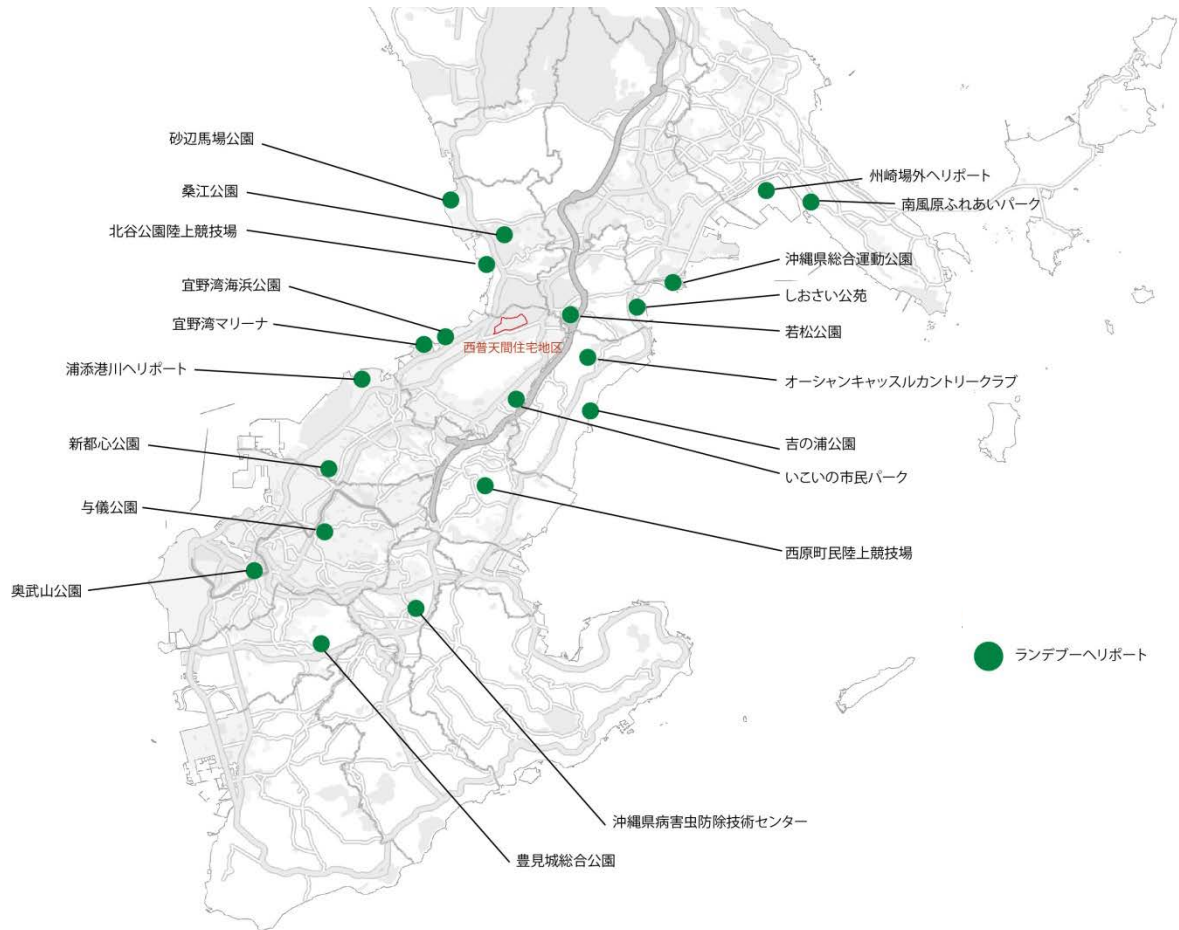 砂辺馬場公園
桑江公園
北谷公園陸上競技場
宜野湾海浜公園
宜野湾マリーナ
浦添港川ヘリポート
新都心公園
与儀公園
奥武山公園
西普天間住宅地区
州崎場外ヘリポート
南風原ふれあいパーク
沖縄県総合運動公園
しおさい公苑
若松公園
オーシャンキャッスルカントリークラブ
吉の浦公園
いこいの市民パーク
西原町民陸上競技場
ランデブーヘリポート
沖縄県病害虫防除技術センター
豊見城総合公園